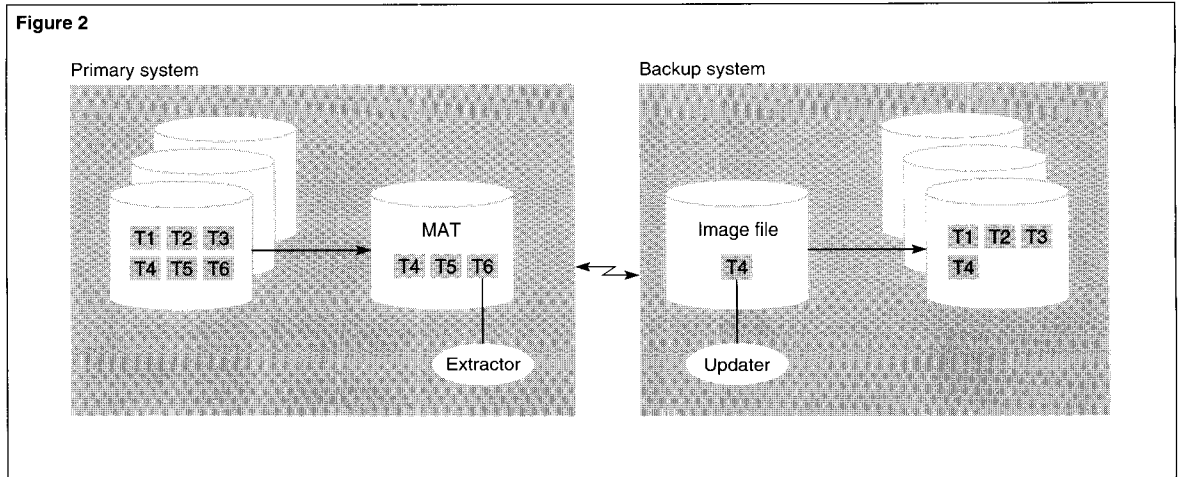 Figure 2
Primary system
Backup system
T1 T2 T3
T4 T5 T6
MAT
T4 T5 T6
Extractor
Image file
T4
Updater
T1 T2 T3
T4